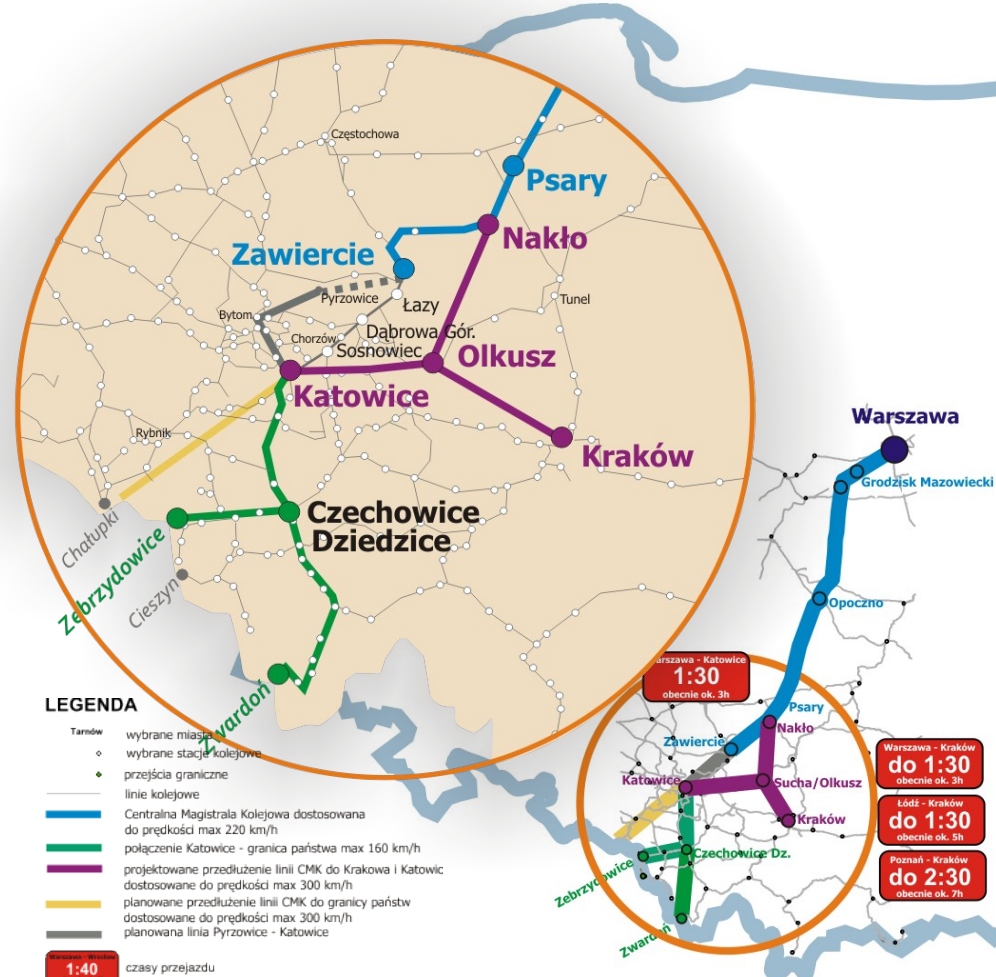 Częstochowa
Psary
Nakło
Zawiercie
Pyrzowice
Łazy
Tunel
Bytom
Dąbrowa Gór.
Chorzów
Sosnowiec
Olkusz
Katowice
Rybnik
Kraków
Czechowice
Dziedzice
Chałupki
Zebrzydowice
Cieszyn
Zwardoń
Warszawa
Grodzisk Mazowiecki
Opoczno
arszawa - Katowice
1:30
obecnie ok. 3h
Psary
Nakło
Zawiercie
Katowice
Sucha/Olkusz
Kraków
Czechowice Dz.
Zebrzydowice
Zwardoń
Warszawa - Kraków
do 1:30
obecnie ok. 3h
Łódź - Kraków
do 1:30
obecnie ok. 5h
Poznań - Kraków
do 2:30
obecnie ok. 7h
LEGENDA
Tarnów wybrane miasta
wybrane stacje kolejowe
przejścia graniczne
linie kolejowe
Centralna Magistrala Kolejowa dostosowana
do prędkości max 220 km/h
połączenie Katowice - granica państwa max 160 km/h
projektowane przedłużenie linii CMK do Krakowa i Katowic
dostosowane do prędkości max 300 km/h
planowane przedłużenie linii CMK do granicy państw
dostosowane do prędkości max 300 km/h
planowana linia Pyrzowice - Katowice
Warszawa - Wrocław
1:40
czasy przejazdu